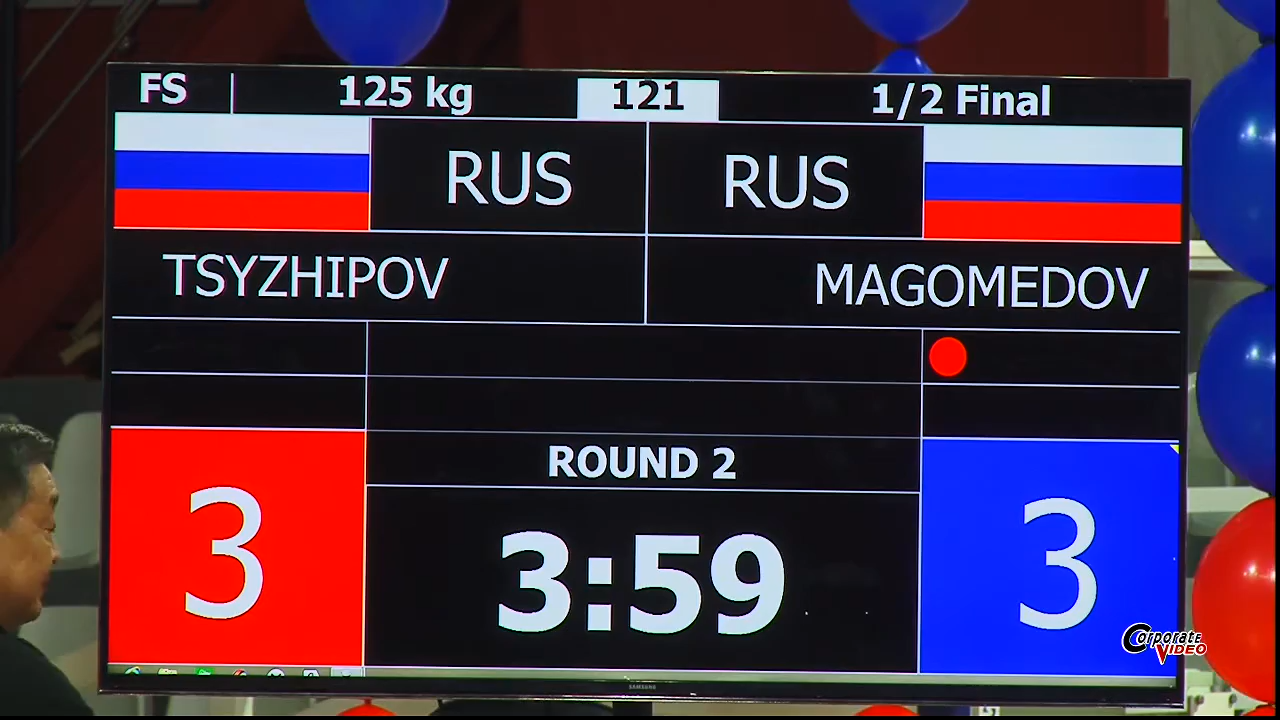 FS 125 kg 121 1/2 Final
RUS RUS
TSYZHIPOV MAGOMEDOV
ROUND 2
3 3:59 3
Corporate
VIDEO
SAMSUNG